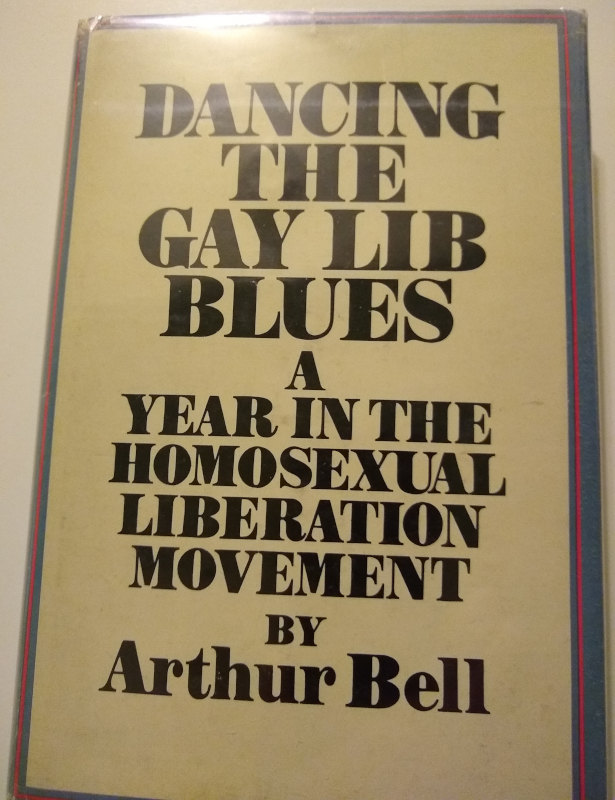 DANCING
THE
GAY LIB
BLUES
A
YEAR IN THE
HOMOSEXUAL
LIBERATION
MOVEMENT
BY
Arthur Bell